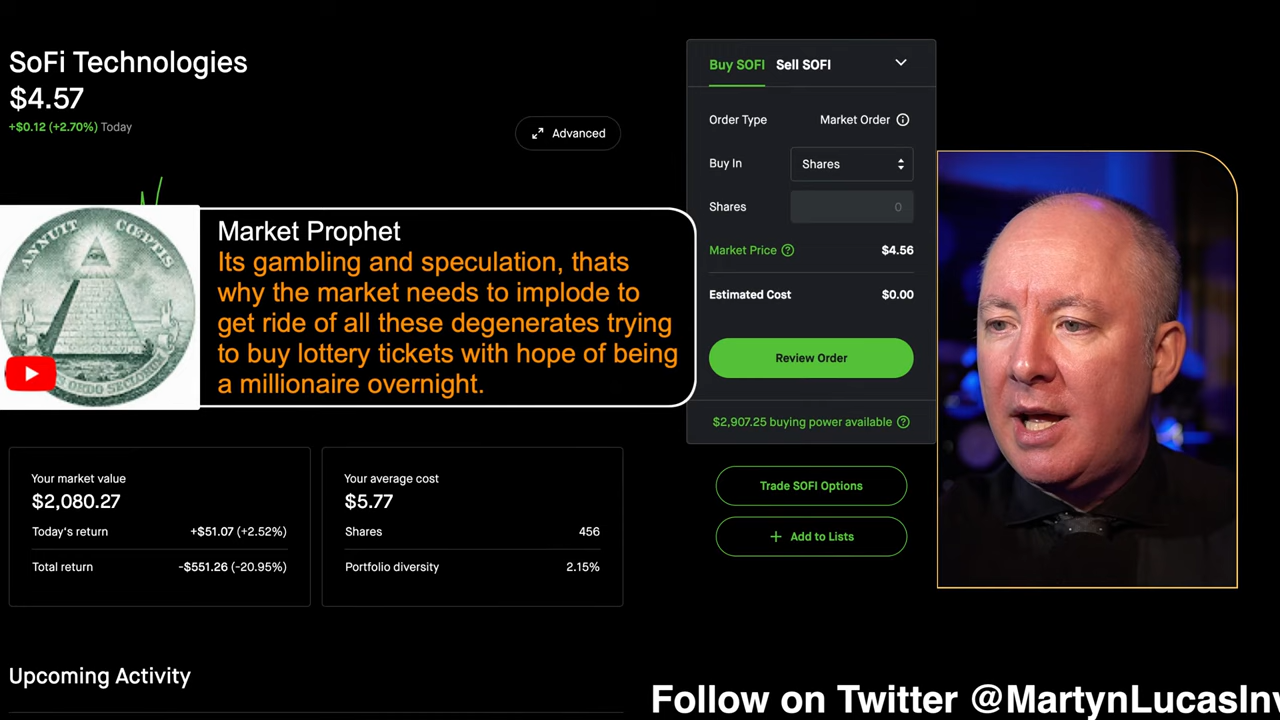 SoFi Technologies
$4.57
+$0.12 (+2.70%) Today
Advanced
ANNUIT CŒPTIS
Market Prophet
Its gambling and speculation, thats
why the market needs to implode to
get ride of all these degenerates trying
to buy lottery tickets with hope of being
a millionaire overnight.
Buy SOFI Sell SOFI
Order Type Market Order
Buy In Shares
Shares 0
Market Price $4.56
Estimated Cost $0.00
Review Order
$2,907.25 buying power available
Trade SOFI Options
+ Add to Lists
Your market value
$2,080.27
Today's return +$51.07 (+2.52%)
Total return -$551.26 (-20.95%)
Your average cost
$5.77
Shares 456
Portfolio diversity 2.15%
Upcoming Activity
Follow on Twitter @MartynLucasInv